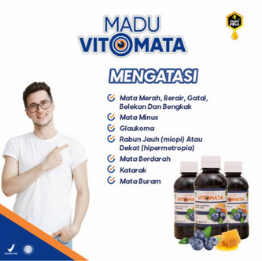 MADU
VITOMATA
MENGATASI
Mata Merah, Berair, Gatal,
Belekan Dan Bengkak
Mata Minus
Glaukoma
Rabun Jauh (miopi) Atau
Dekat (hipermetropia)
Mata Berdarah
Katarak
Mata Buram
VITOMATA